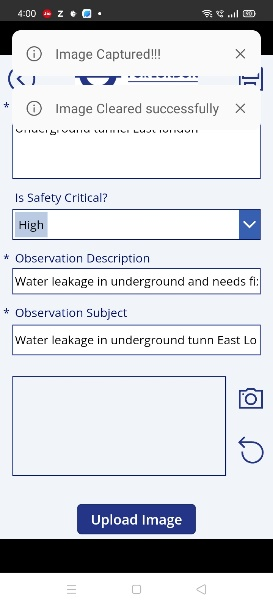 4:00
Image Captured!!!
Image Cleared successfully
*
Underground tunnel East london
Is Safety Critical?
High
* Observation Description
Water leakage in underground and needs fi
* Observation Subject
Water leakage in underground tunn East Lo
Upload Image